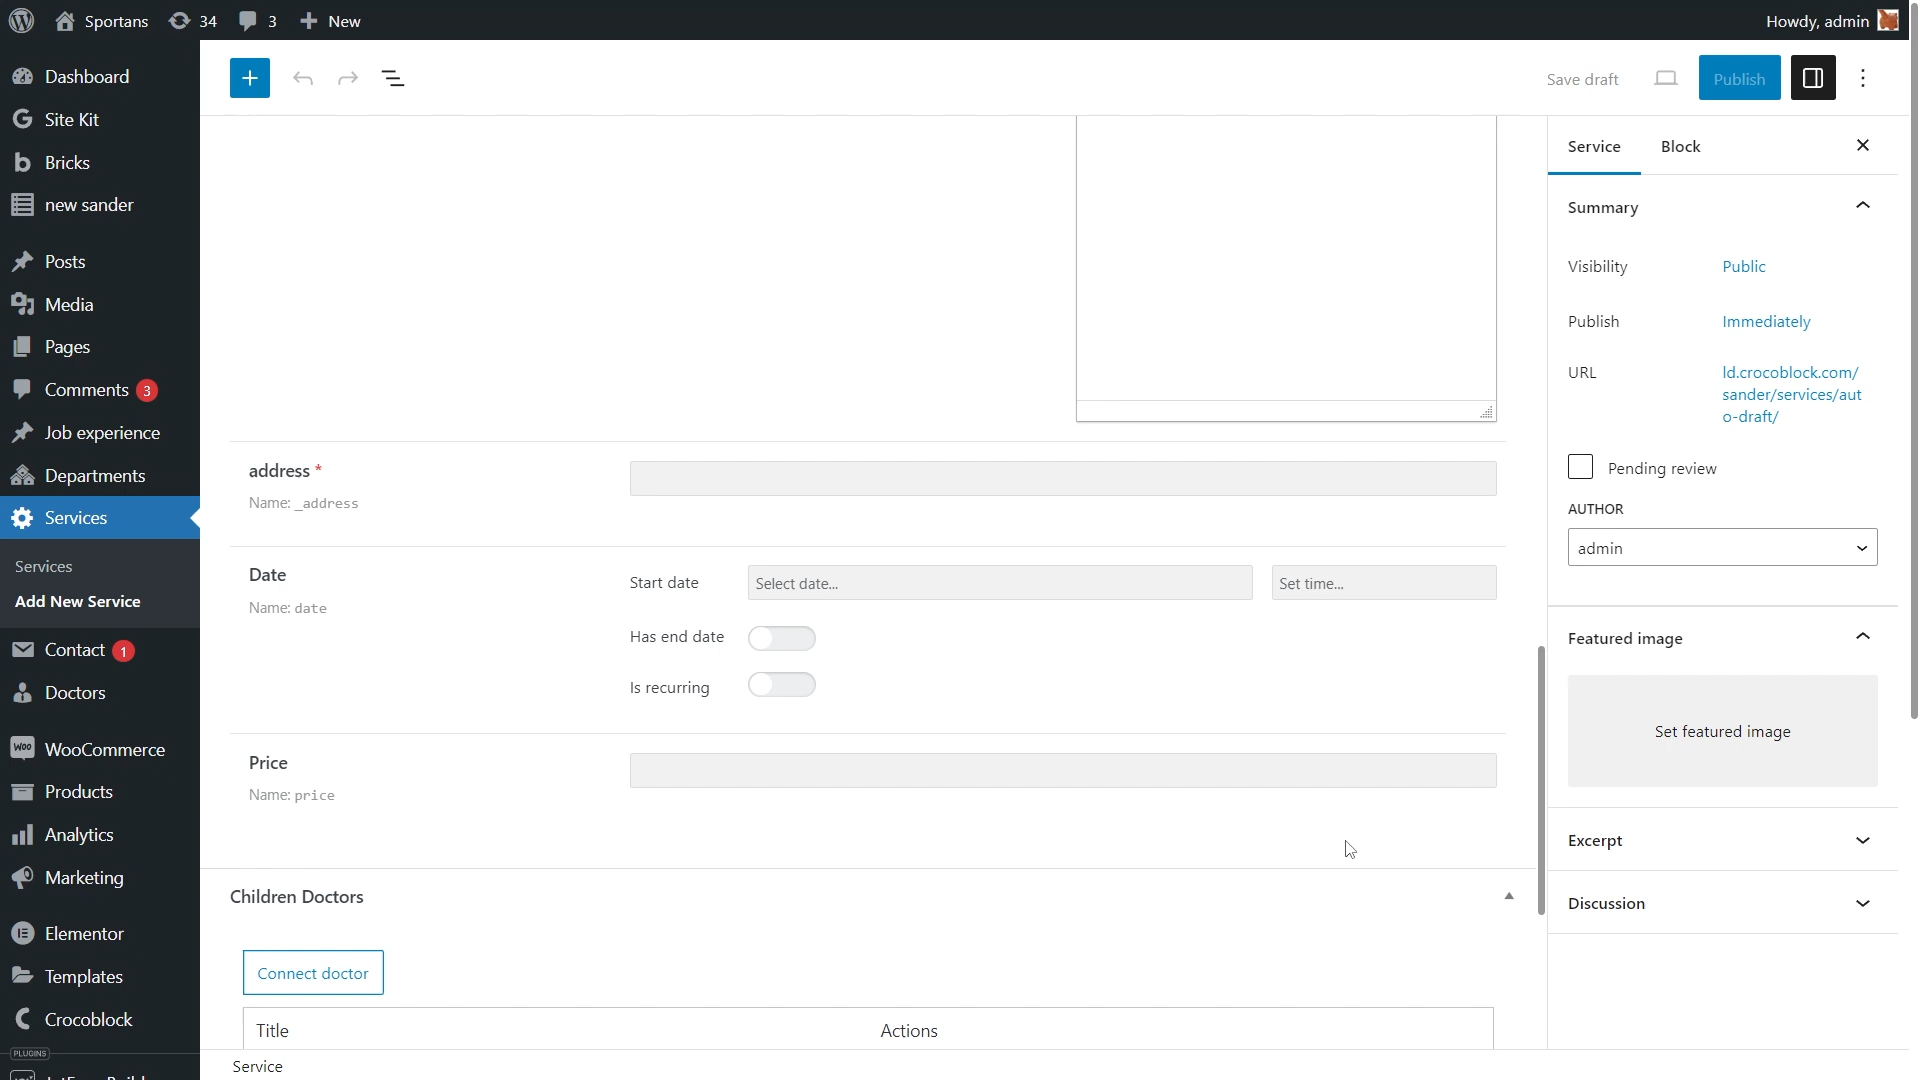 Sportans
34
3
New
Howdy, admin
Dashboard
Site Kit
Bricks
new sander
Posts
Media
Pages
Comments 3
Job experience
Departments
Services
Services
Add New Service
Contact 1
Doctors
WOO WooCommerce
Products
Analytics
Marketing
Elementor
Templates
Crocoblock
PLUGINS
Save draft
Publish
address *
Name: _address
Date
Name: date
Start date
Select date...
Set time...
Has end date
Is recurring
Price
Name: price
Children Doctors
Connect doctor
Title
Actions
Service
Service
Block
Summary
Visibility
Public
Publish
Immediately
URL
ld.crocoblock.com/
sander/services/aut
o-draft/
Pending review
AUTHOR
admin
Featured image
Set featured image
Excerpt
Discussion